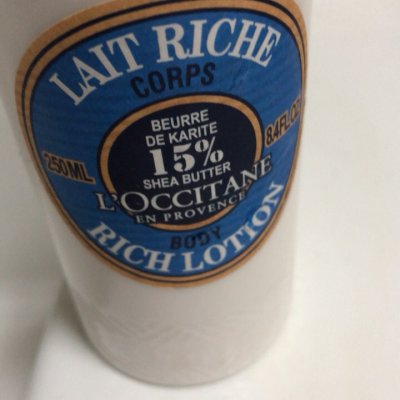 LAIT RICHE
CORPS
BEURRE
DE KARITE
15%
SHEA BUTTER
250ML
8.4FL.OZ
L'OCCITANE
EN PROVENCE
BODY
RICH LOTION